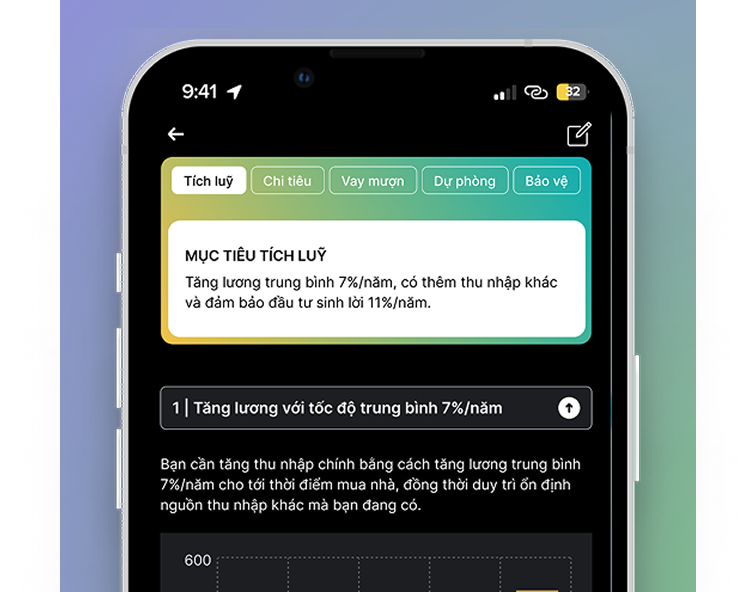 9:41
32
Tích luỹ
Chi tiêu
Vay mượn
Dự phòng
Bảo vệ
MỤC TIÊU TÍCH LUỸ
Tăng lương trung bình 7%/năm, có thêm thu nhập khác
và đảm bảo đầu tư sinh lời 11%/năm.
1 | Tăng lương với tốc độ trung bình 7%/năm
Bạn cần tăng thu nhập chính bằng cách tăng lương trung bình
7%/năm cho tới thời điểm mua nhà, đồng thời duy trì ổn định
nguồn thu nhập khác mà bạn đang có.
600